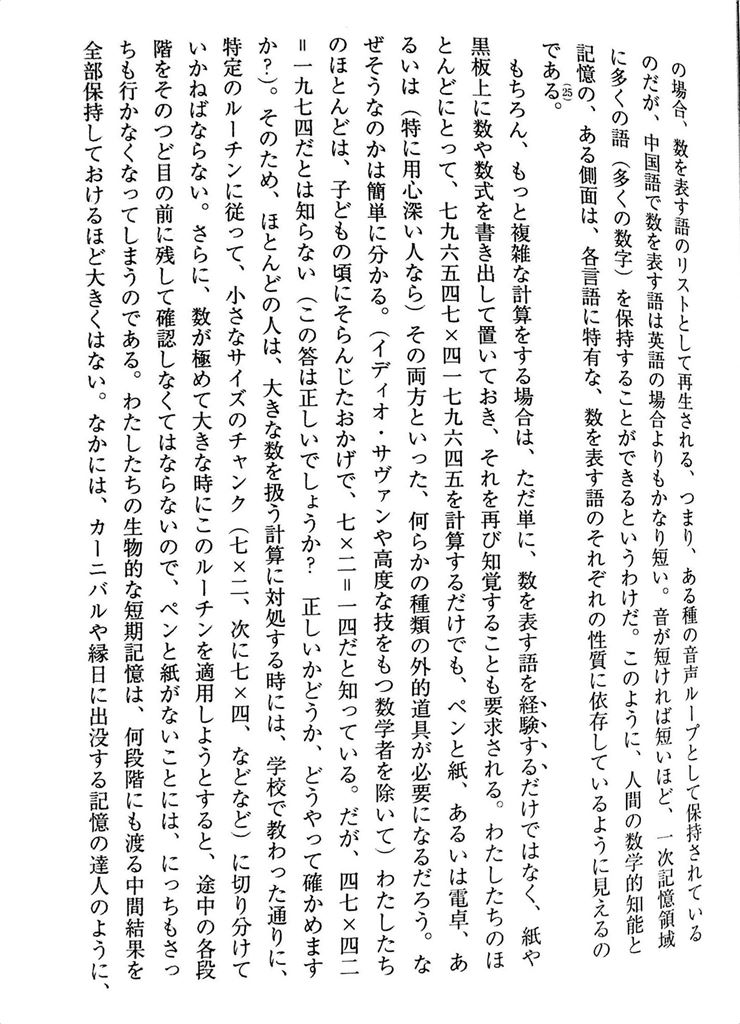 の場合、数を表す語のリストとして再生される、つまり、ある種の音声ループとして保持されている
のだが、中国語で数を表す語は英語の場合よりもかなり短い。音が短ければ短いほど、一次記憶領域
に多くの語（多くの数字）を保持することができるというわけだ。このように、人間の数学的知能と
記憶の、ある側面は、各言語に特有な、数を表す語のそれぞれの性質に依存しているように見えるの
である。(25)
もちろん、もっと複雑な計算をする場合は、ただ単に、数を表す語を経験するだけではなく、紙や
黒板上に数や数式を書き出して置いておき、それを再び知覚することも要求される。わたしたちのほ
とんどにとって、七九六五四七×四一七九六四五を計算するだけでも、ペンと紙、あるいは電卓、あ
るいは（特に用心深い人なら）その両方といった、何らかの種類の外的道具が必要になるだろう。な
ぜそうなのかは簡単に分かる。（イディオ・サヴァンや高度な技をもつ数学者を除いて）わたしたち
のほとんどは、子どもの頃にそらんじたおかげで、七×二＝一四だと知っている。だが、四七×四二
＝一九七四だとは知らない（この答は正しいでしょうか？　正しいかどうか、どうやって確かめます
か？）。そのため、ほとんどの人は、大きな数を扱う計算に対処する時には、学校で教わった通りに、
特定のルーチンに従って、小さなサイズのチャンク（七×二、次に七×四、などなど）に切り分けて
いかねばならない。さらに、数が極めて大きな時にこのルーチンを適用しようとすると、途中の各段
階をそのつど目の前に残して確認しなくてはならないので、ペンと紙がないことには、にっちもさっ
ちも行かなくなってしまうのである。わたしたちの生物的な短期記憶は、何段階にも渡る中間結果を
全部保持しておけるほど大きくはない。なかには、カーニバルや縁日に出没する記憶の達人のように、